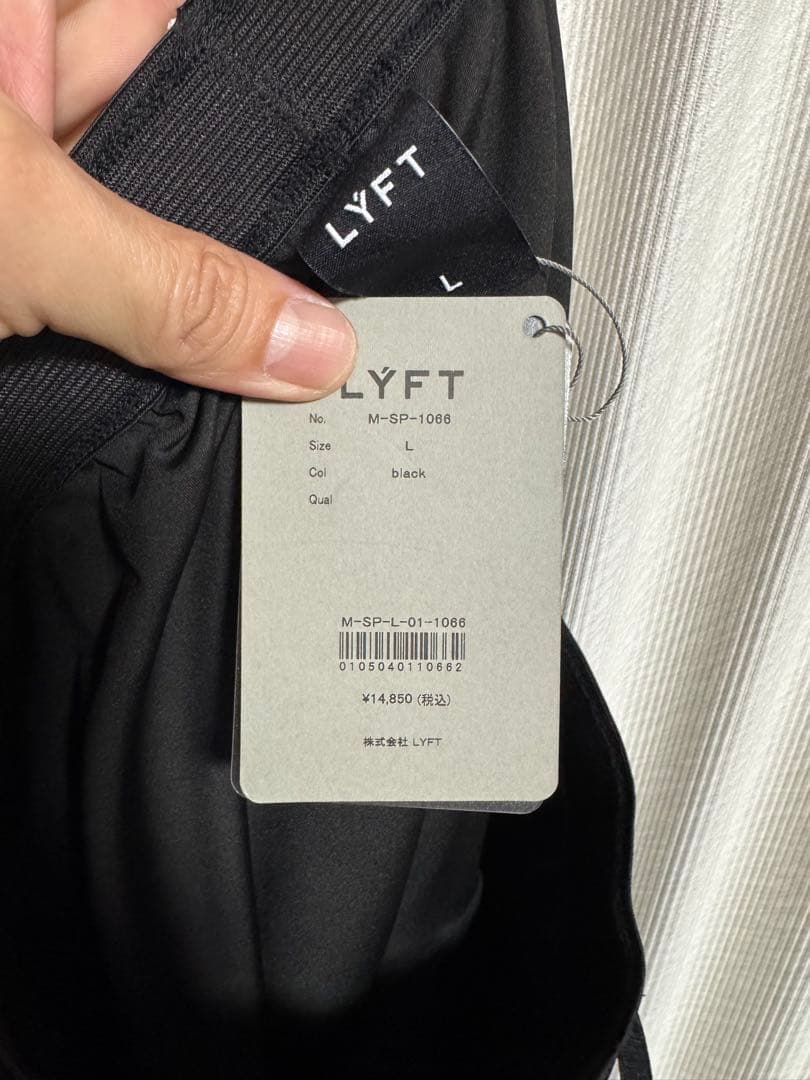 LÝFT
L
LÝFT
No. M-SP-1066
Size L
Col black
Qual
M-SP-L-01-1066
0105040110662
¥14,850(税込)
株式会社 LYFT